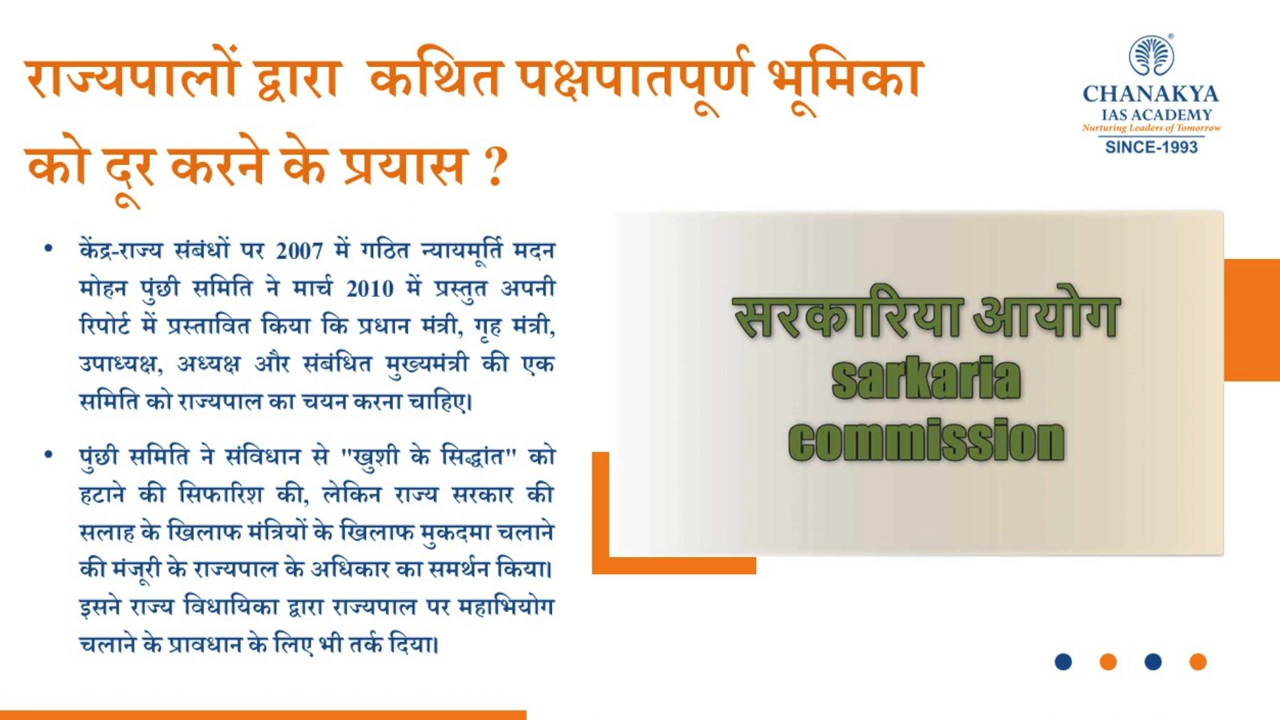 राज्यपालों द्वारा कथित पक्षपातपूर्ण भूमिका
को दूर करने के प्रयास ?
CHANAKYA
IAS ACADEMY
Nurturing Leaders of Tomorrow
SINCE-1993
• केंद्र-राज्य संबंधों पर 2007 में गठित न्यायमूर्ति मदन
मोहन पुंछी समिति ने मार्च 2010 में प्रस्तुत अपनी
रिपोर्ट में प्रस्तावित किया कि प्रधान मंत्री, गृह मंत्री,
उपाध्यक्ष, अध्यक्ष और संबंधित मुख्यमंत्री की एक
समिति को राज्यपाल का चयन करना चाहिए।
• पुंछी समिति ने संविधान से "खुशी के सिद्धांत" को
हटाने की सिफारिश की, लेकिन राज्य सरकार की
सलाह के खिलाफ मंत्रियों के खिलाफ मुकदमा चलाने
की मंजूरी के राज्यपाल के अधिकार का समर्थन किया।
इसने राज्य विधायिका द्वारा राज्यपाल पर महाभियोग
चलाने के प्रावधान के लिए भी तर्क दिया।
सरकारिया आयोग
sarkaria
commission